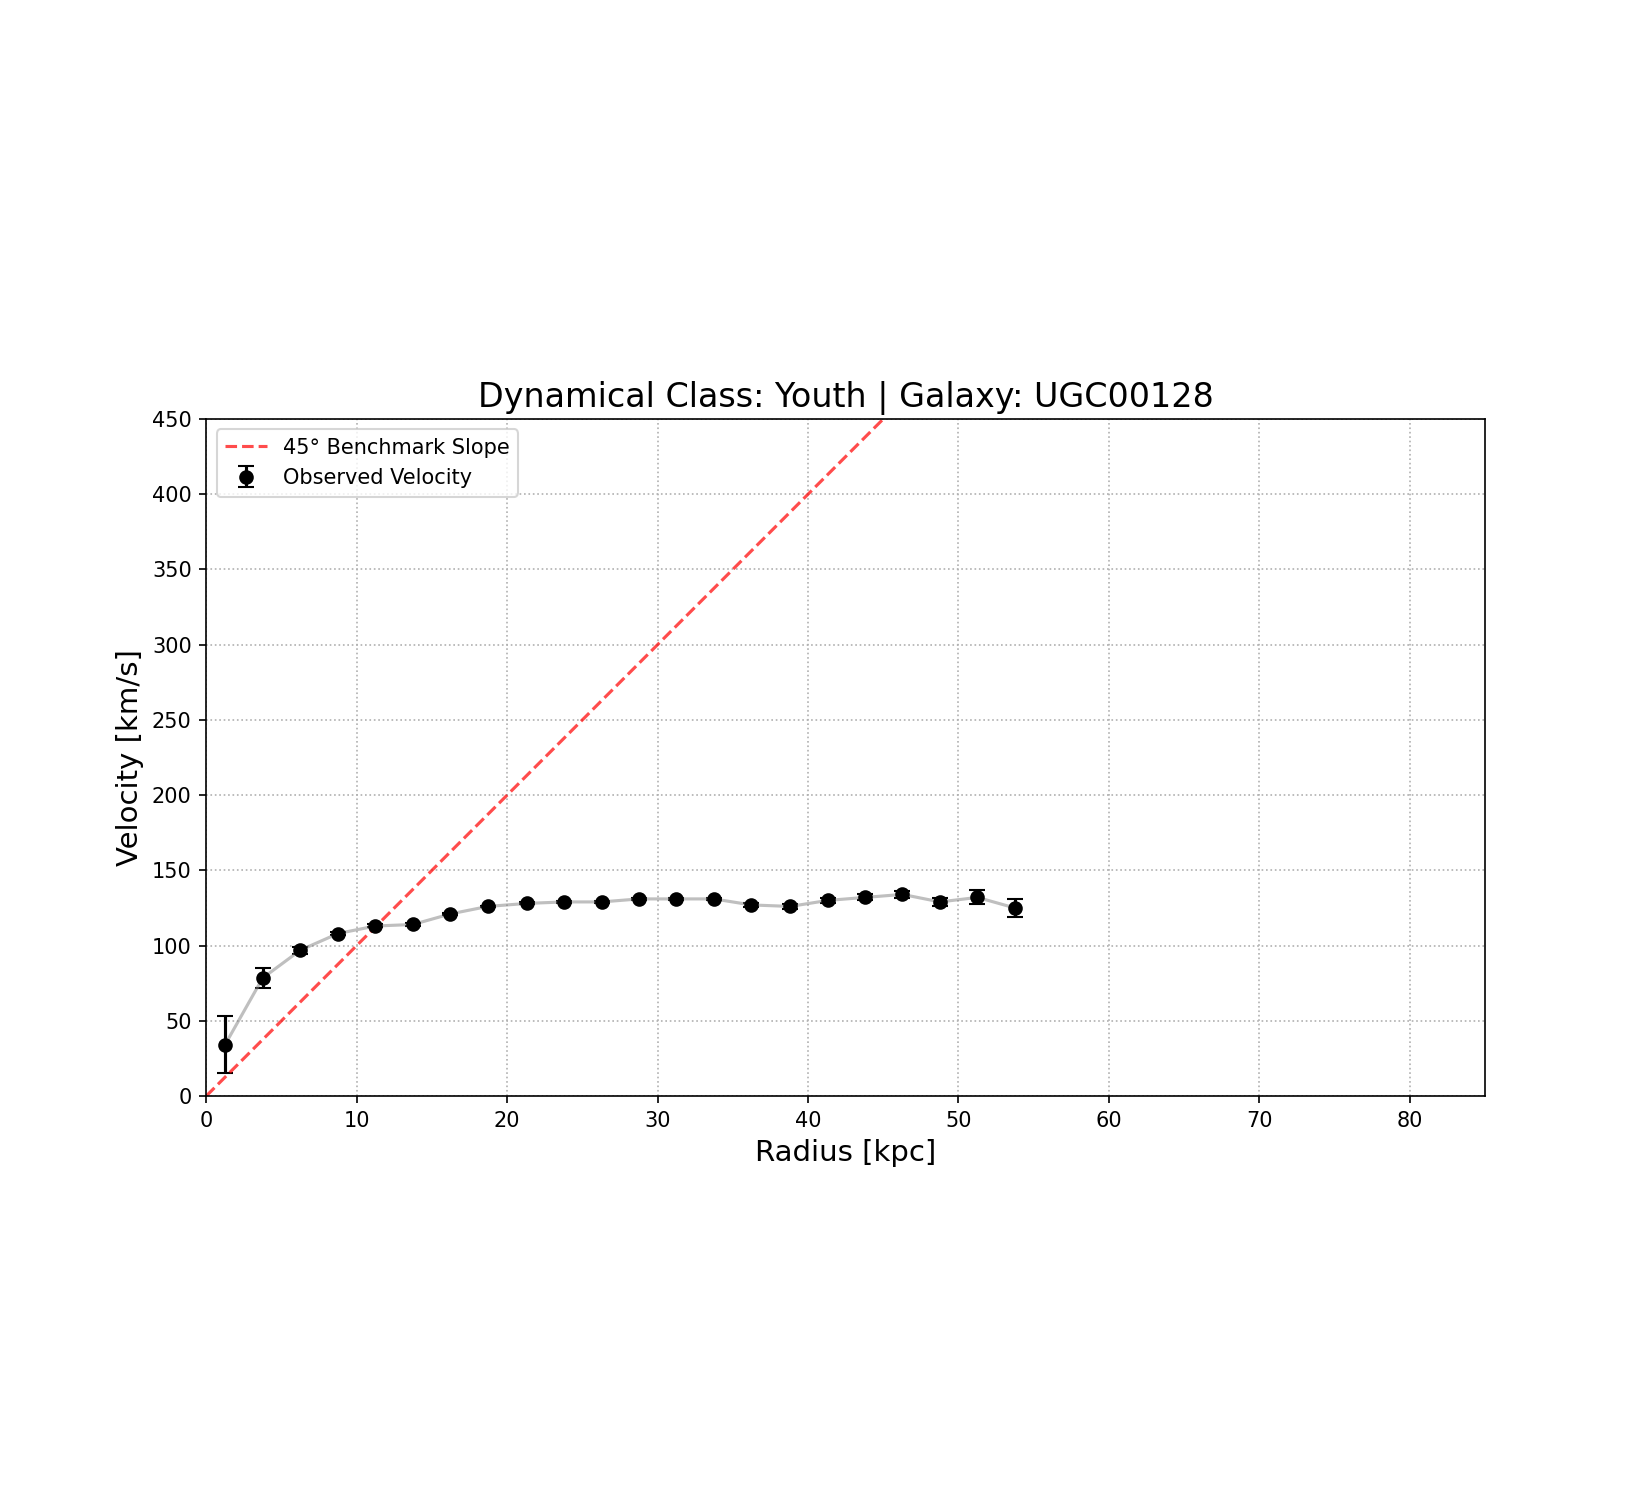 Dynamical Class: Youth | Galaxy: UGC00128
45° Benchmark Slope
Observed Velocity
Velocity [km/s]
450
400
350
300
250
200
150
100
50
0
0 10 20 30 40 50 60 70 80
Radius [kpc]